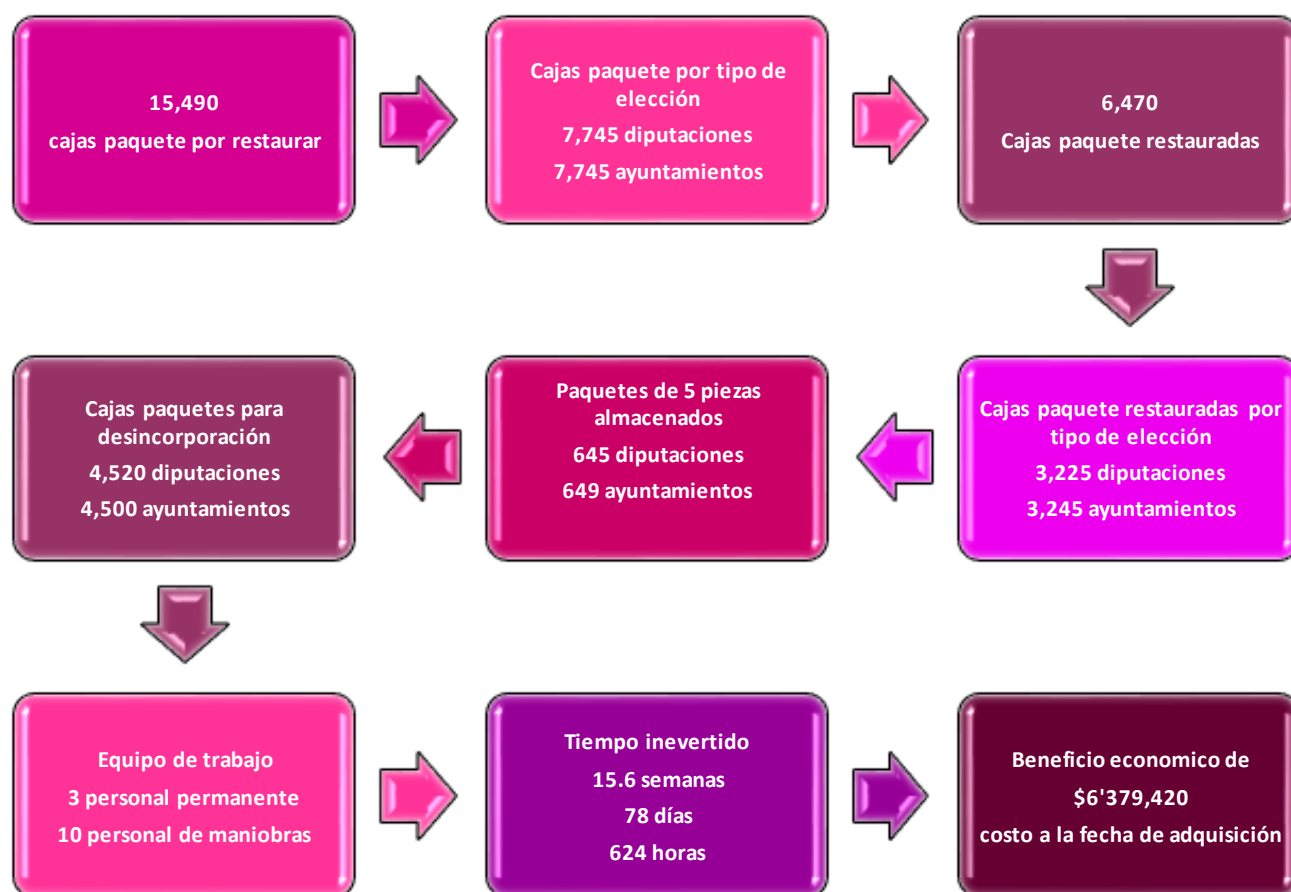 15,490
cajas paquete por restaurar
Cajas paquete por tipo de
elección
7,745 diputaciones
7,745 ayuntamientos
6,470
Cajas paquete restauradas
Cajas paquete restauradas por
tipo de elección
3,225 diputaciones
3,245 ayuntamientos
Paquetes de 5 piezas
almacenados
645 diputaciones
649 ayuntamientos
Cajas paquetes para
desincorporación
4,520 diputaciones
4,500 ayuntamientos
Equipo de trabajo
3 personal permanente
10 personal de maniobras
Tiempo inevertido
15.6 semanas
78 días
624 horas
Beneficio economico de
$6'379,420
costo a la fecha de adquisición